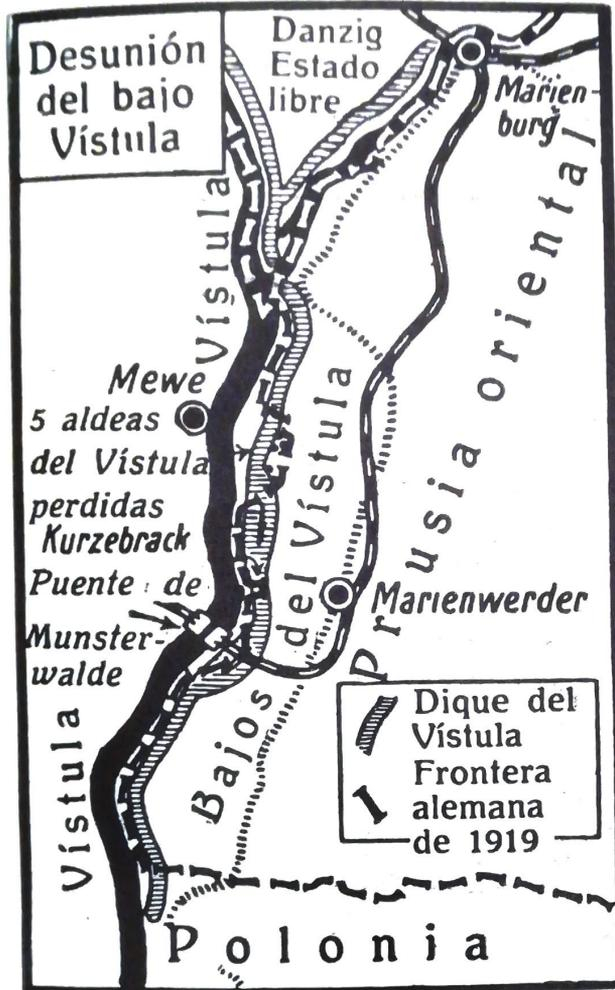 Desunión
del bajo
Vístula
Danzig
Estado
libre
Marien-
burg
Vístula
Prusia oriental
Mewe
5 aldeas
del Vístula
perdidas
Kurzebrack
Puente de
Munster-
walde
Marienwerder
Bajos del Vístula
Vístula
Dique del
Vístula
Frontera
alemana
de 1919
Polonia